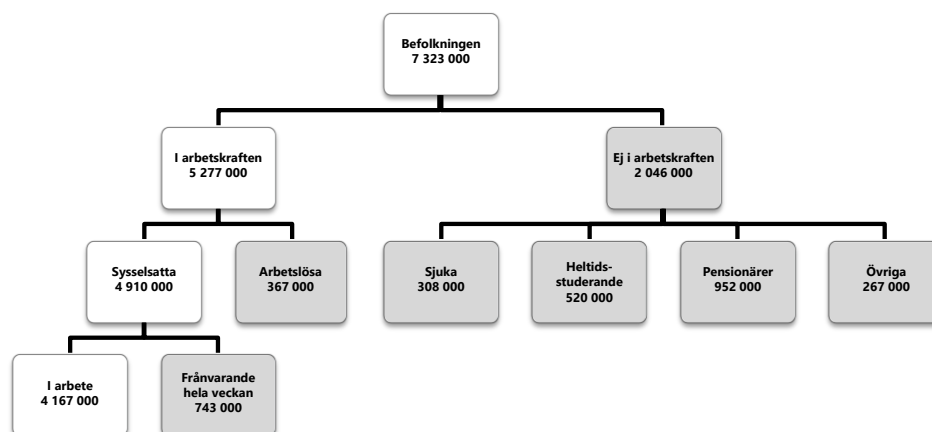 Befolkningen
7 323 000
I arbetskraften
5 277 000
Ej i arbetskraften
2 046 000
Sysselsatta
4 910 000
Arbetslösa
367 000
Sjuka
308 000
Heltids-
studerande
520 000
Pensionärer
952 000
Övriga
267 000
I arbete
4 167 000
Frånvarande
hela veckan
743 000